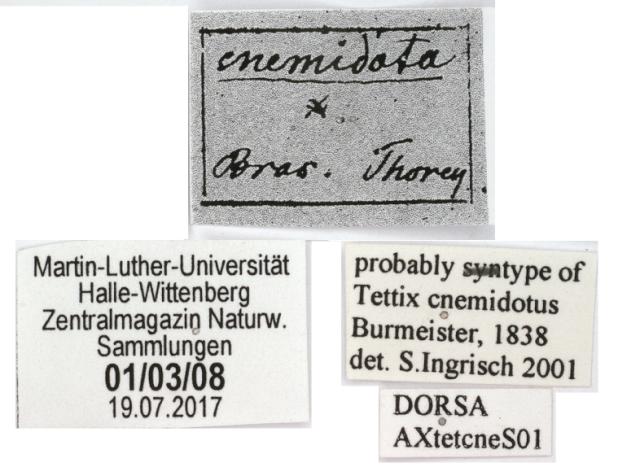 cnemidota
*
Bras. Thorey.
Martin-Luther-Universität
Halle-Wittenberg
Zentralmagazin Naturw.
Sammlungen
01/03/08
19.07.2017
probably syntype of
Tettix cnemidotus
Burmeister, 1838
det. S.Ingrisch 2001
DORSA
AXtetcneS01